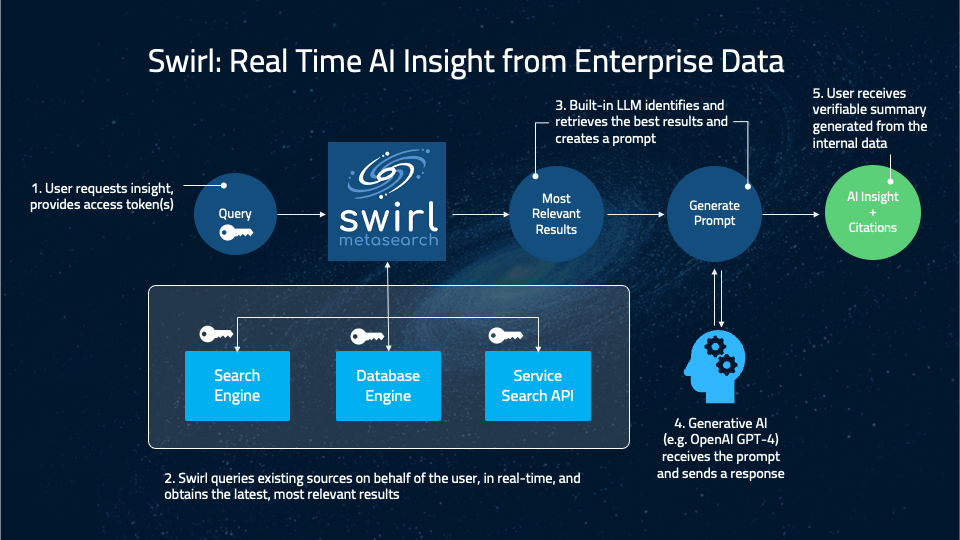 Swirl: Real Time AI Insight from Enterprise Data
5. User receives
verifiable summary
generated from the
internal data
3. Built-in LLM identifies and
retrieves the best results and
creates a prompt
1. User requests insight,
provides access token(s)
Query
swirl
metasearch
Most
Relevant
Results
Generate
Prompt
AI Insight
+
Citations
Search
Engine
Database
Engine
Service
Search API
4. Generative AI
(e.g. OpenAI GPT-4)
receives the prompt
and sends a response
2. Swirl queries existing sources on behalf of the user, in real-time, and
obtains the latest, most relevant results